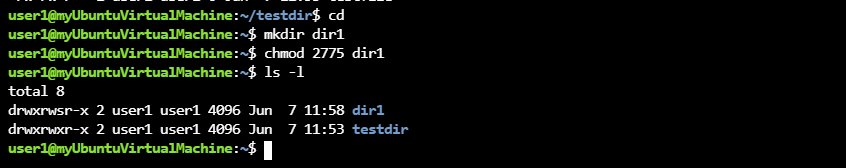 user1@myUbuntuVirtualMachine:~/testdir$ cd
user1@myUbuntuVirtualMachine:~$ mkdir dir1
user1@myUbuntuVirtualMachine:~$ chmod 2775 dir1
user1@myUbuntuVirtualMachine:~$ ls -l
total 8
drwxrwsr-x 2 user1 user1 4096 Jun  7 11:58 dir1
drwxrwxr-x 2 user1 user1 4096 Jun  7 11:53 testdir
user1@myUbuntuVirtualMachine:~$